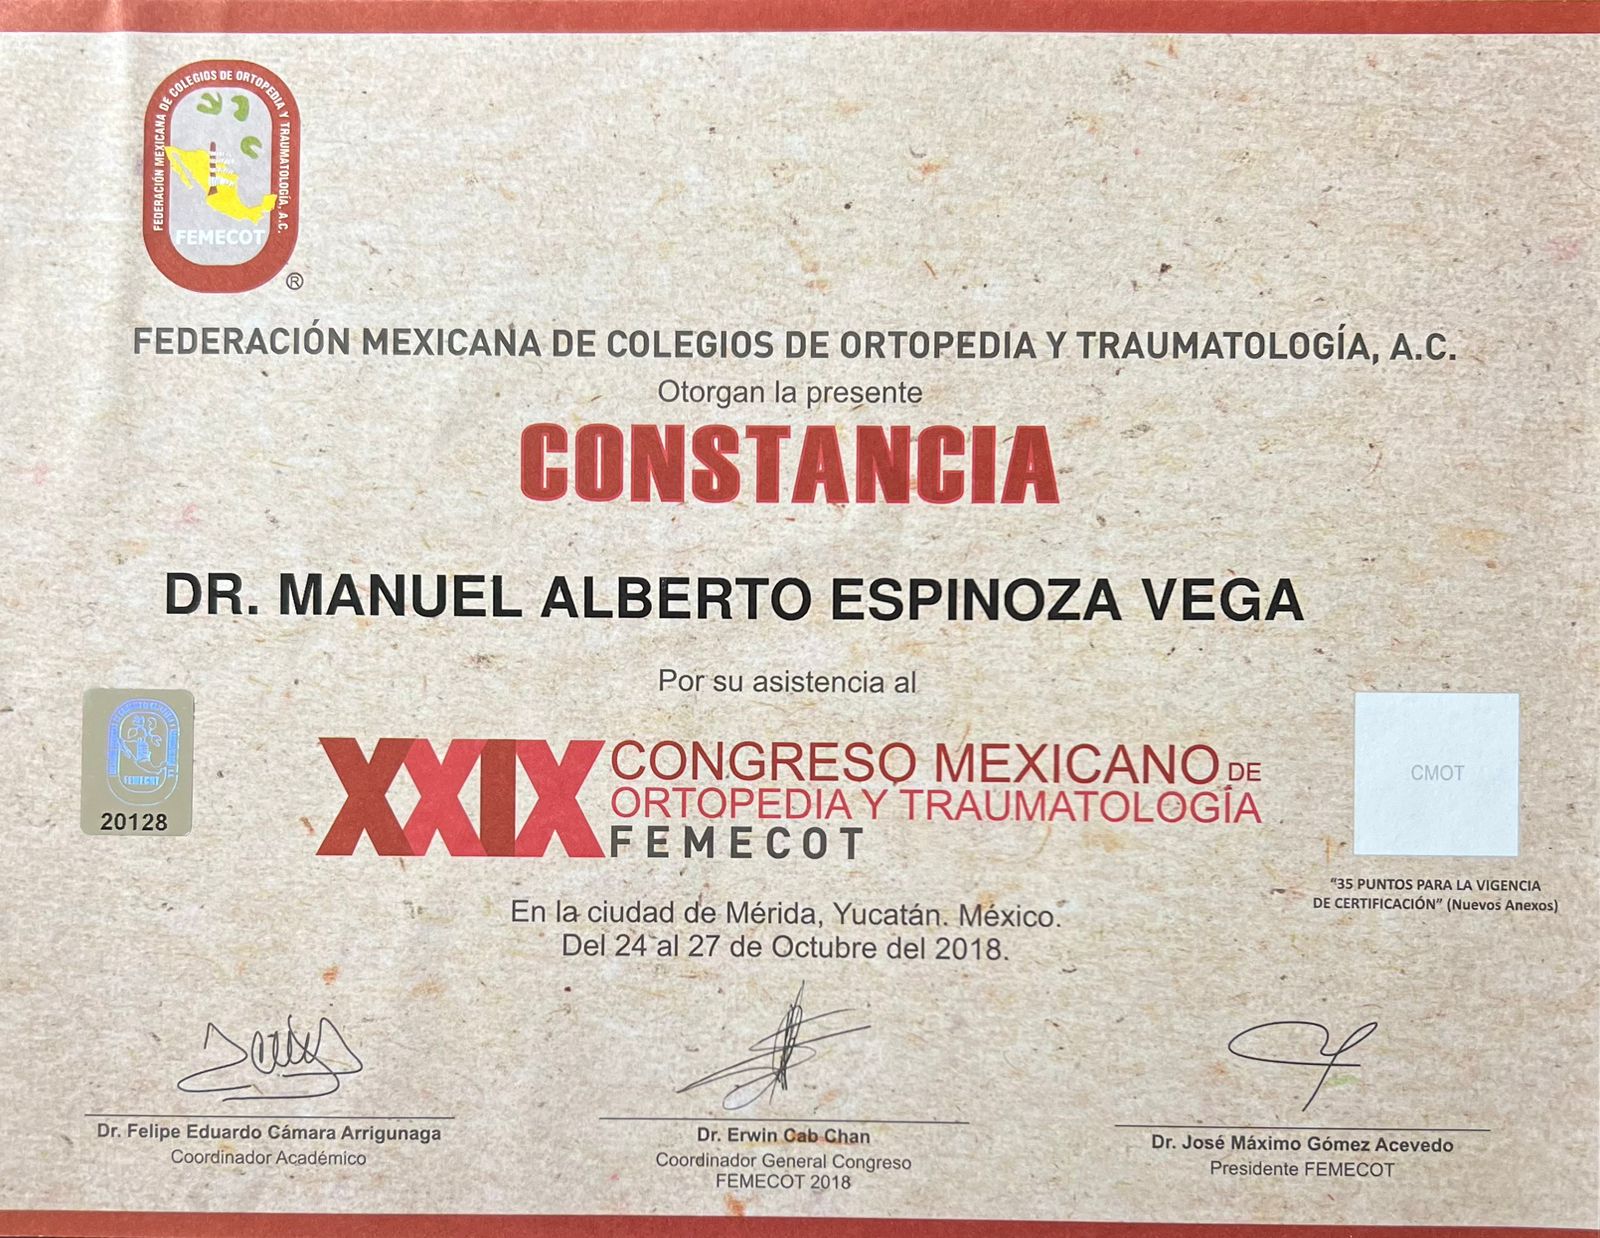 FEDERACIÓN MEXICANA DE COLEGIOS DE ORTOPEDIA Y TRAUMATOLOGÍA, A.C.
FEMECOT
®
FEDERACIÓN MEXICANA DE COLEGIOS DE ORTOPEDIA Y TRAUMATOLOGÍA, A.C.
Otorgan la presente
CONSTANCIA
DR. MANUEL ALBERTO ESPINOZA VEGA
Por su asistencia al
XXIX CONGRESO MEXICANO DE
ORTOPEDIA Y TRAUMATOLOGÍA
FEMECOT
FEMECOT
20128
CMOT
“35 PUNTOS PARA LA VIGENCIA
DE CERTIFICACIÓN” (Nuevos Anexos)
En la ciudad de Mérida, Yucatán. México.
Del 24 al 27 de Octubre del 2018.
Dr. Felipe Eduardo Cámara Arrigunaga
Coordinador Académico
Dr. Erwin Cab Chan
Coordinador General Congreso
FEMECOT 2018
Dr. José Máximo Gómez Acevedo
Presidente FEMECOT